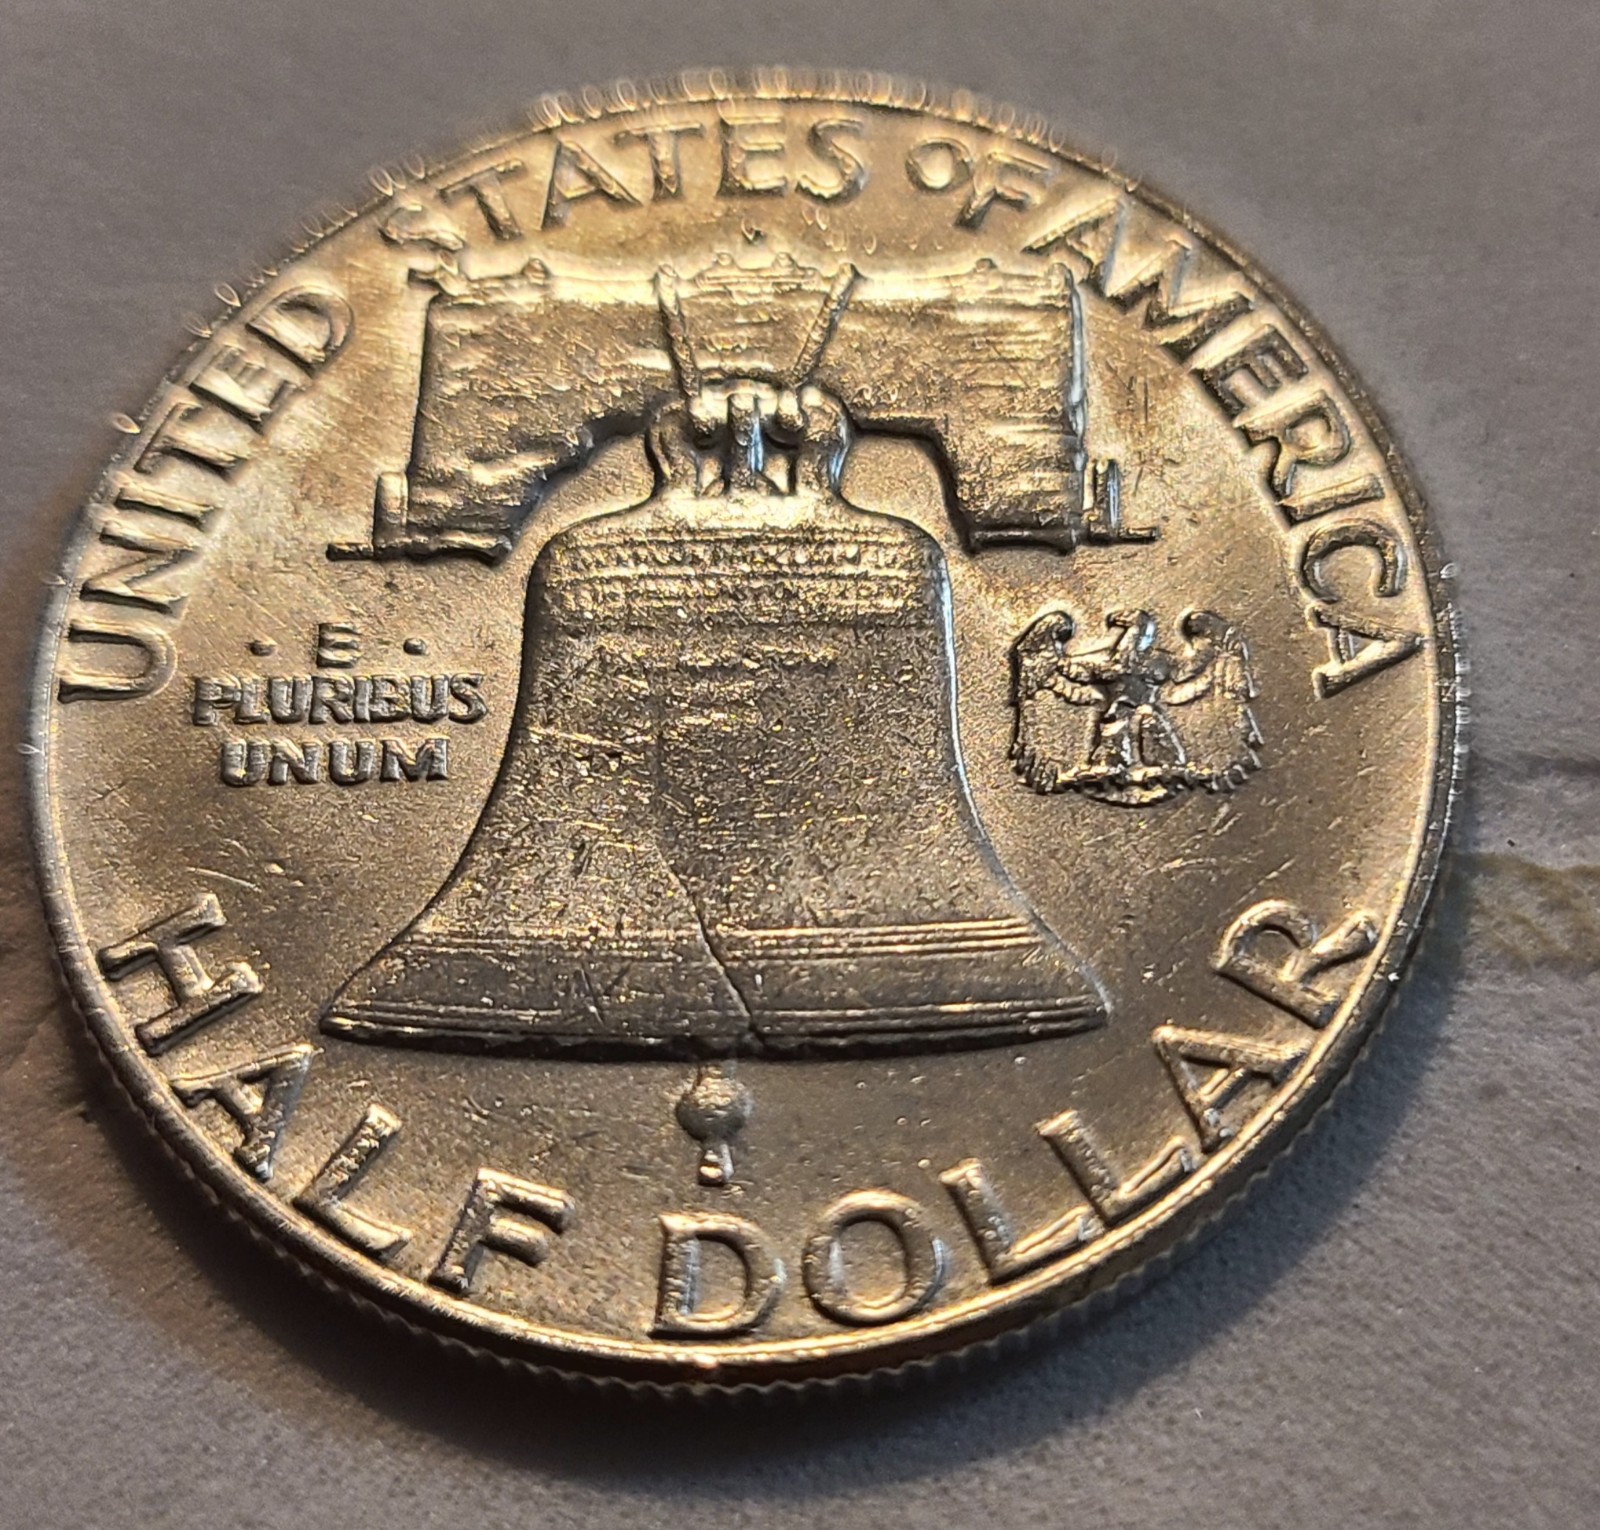 UNITED STATES OF AMERICA
· E ·
PLURIBUS
UNUM
HALF DOLLAR